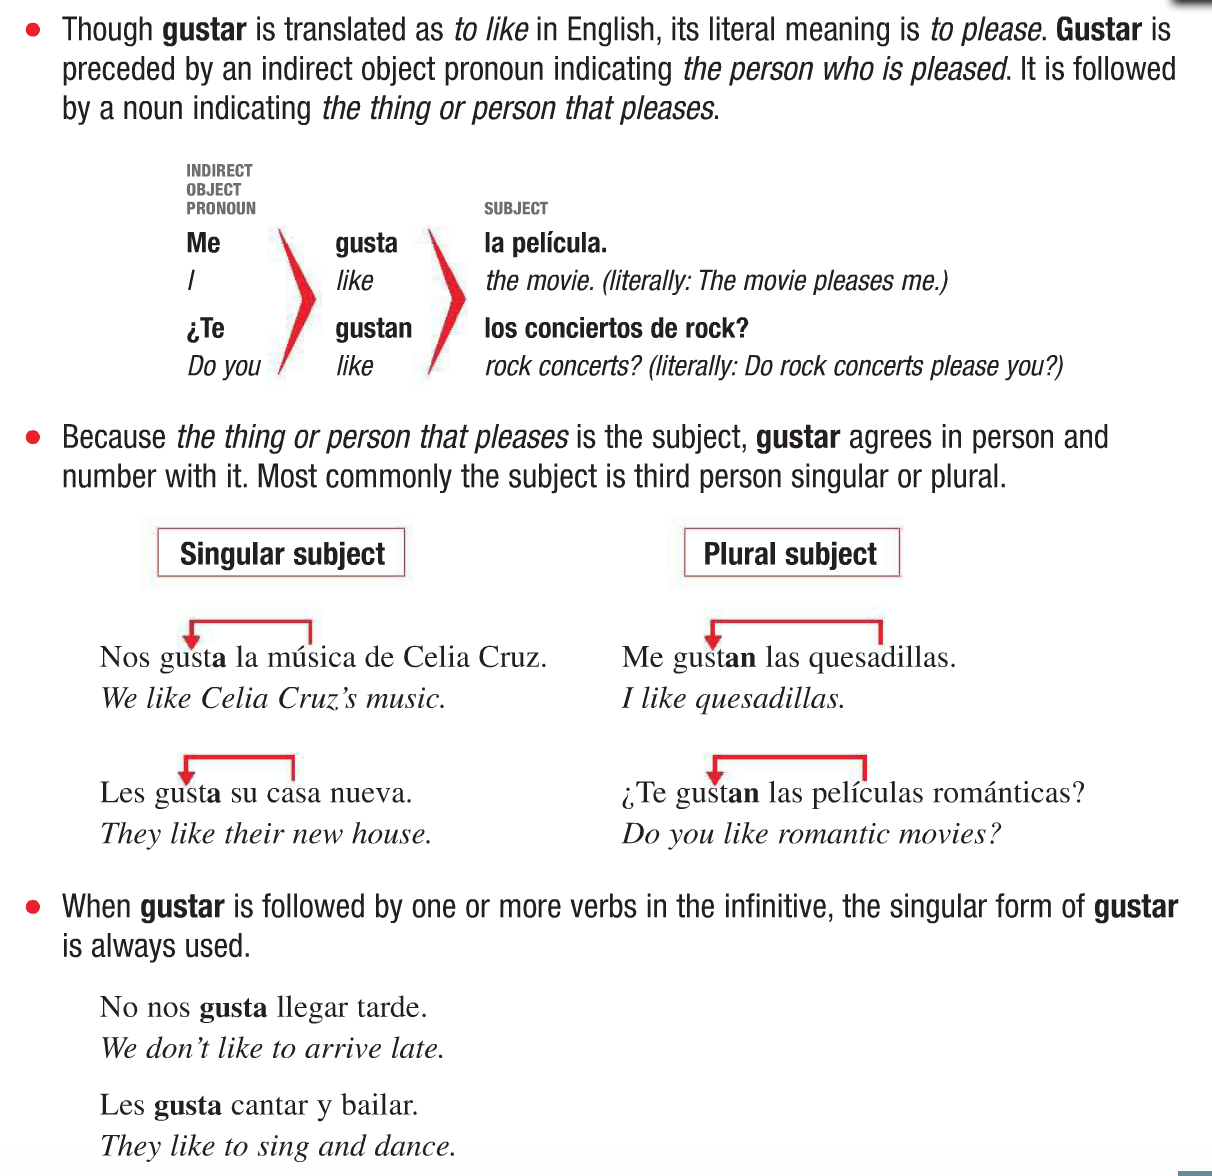 • Though gustar is translated as to like in English, its literal meaning is to please. Gustar is
preceded by an indirect object pronoun indicating the person who is pleased. It is followed
by a noun indicating the thing or person that pleases.
INDIRECT
OBJECT
PRONOUN SUBJECT
Me gusta la película.
I like the movie. (literally: The movie pleases me.)
¿Te gustan los conciertos de rock?
Do you like rock concerts? (literally: Do rock concerts please you?)
• Because the thing or person that pleases is the subject, gustar agrees in person and
number with it. Most commonly the subject is third person singular or plural.
Singular subject Plural subject
Nos gusta la música de Celia Cruz. Me gustan las quesadillas.
We like Celia Cruz’s music. I like quesadillas.
Les gusta su casa nueva. ¿Te gustan las películas románticas?
They like their new house. Do you like romantic movies?
• When gustar is followed by one or more verbs in the infinitive, the singular form of gustar
is always used.
No nos gusta llegar tarde.
We don’t like to arrive late.
Les gusta cantar y bailar.
They like to sing and dance.